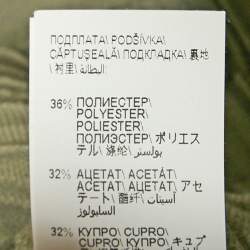 ПОДПЛАТА\ PODŠÍVKA\
CĂPTUŞEALĂ\ ПОДКЛАДКА\ 裏地
\ 衬里\ البطانة\
36% ПОЛИЕСТЕР\
POLYESTER\
POLIESTER\
ПОЛИЭСТЕР\ ポリエス
テル\ 涤纶\ بولستر\
32% АЦЕТАТ\ ACETÁT\
ACETAT\ АЦЕТАТ\ アセ
テート\ 醋纤\ أسيتات
السليولوز\
32% КУПРО\ CUPRO\
CUPRO\ КУПРО\ キュプ